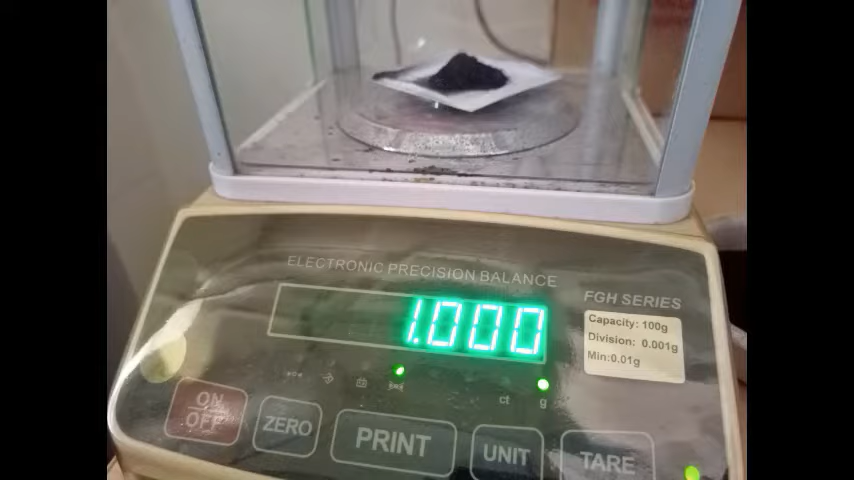 ELECTRONIC PRECISION BALANCE
FGH SERIES
1.000
Capacity: 100g
Division: 0.001g
Min:0.01g
ct
g
ON
OFF
ZERO
PRINT
UNIT
TARE